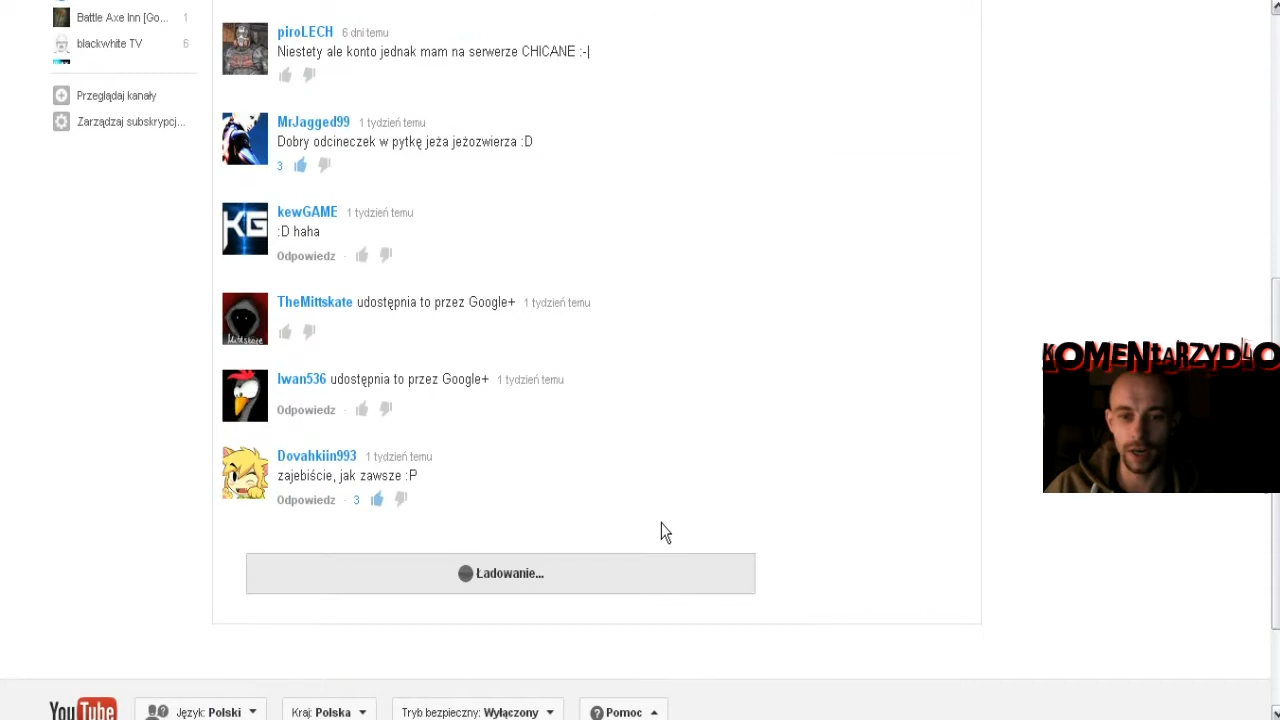 Battle Axe Inn [Go... 1
blackwhite TV 6
Przeglądaj kanały
Zarządzaj subskrypcj...
piroLECH 6 dni temu
Niestety ale konto jednak mam na serwerze CHICANE :-|
MrJagged99 1 tydzień temu
Dobry odcineczek w pytkę jeża jeżozwierza :D
3
KG
kewGAME 1 tydzień temu
:D haha
Odpowiedz ·
Mittskate
TheMittskate udostępnia to przez Google+ 1 tydzień temu
Iwan536 udostępnia to przez Google+ 1 tydzień temu
Odpowiedz ·
Dovahkiin993 1 tydzień temu
zajebiście, jak zawsze :P
Odpowiedz · 3
Ładowanie...
KOMENTARZYDŁO
YouTube
Język: Polski
Kraj: Polska
Tryb bezpieczny: Wyłączony
Pomoc